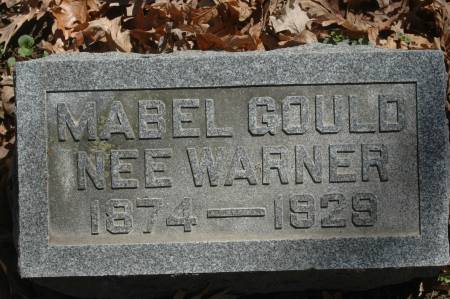 MABEL GOULD
NEE WARNER
1874 — 1929